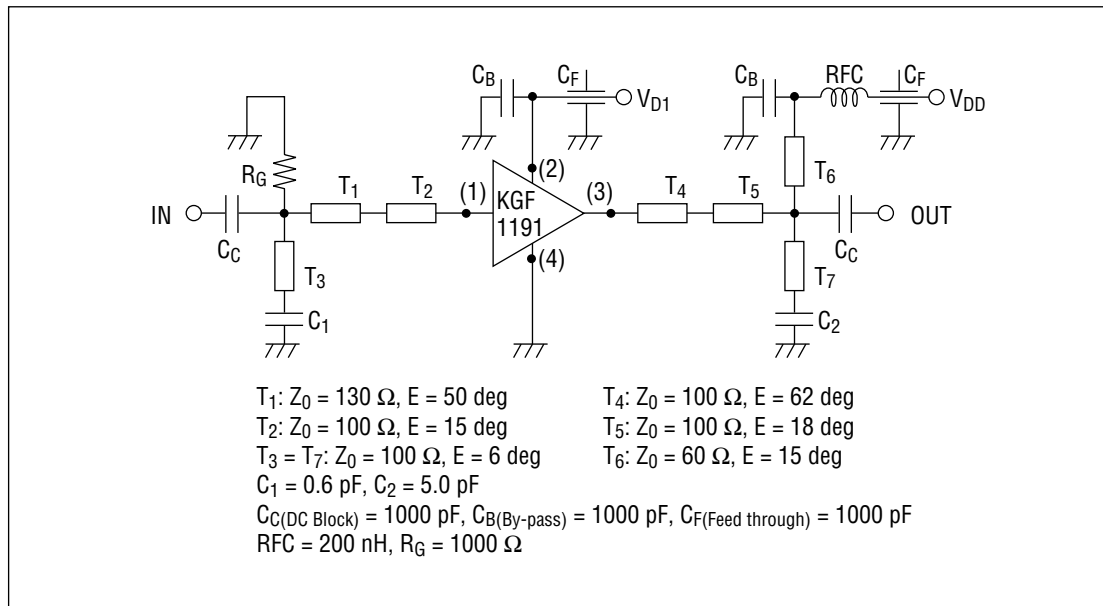 C_B C_F V_D1 C_B RFC C_F V_DD
R_G (2) T_6
IN T_1 T_2 (1) KGF (3) T_4 T_5 OUT
1191
C_C T_3 (4) T_7 C_C
C_1 C_2
T_1: Z_0 = 130 Ω, E = 50 deg T_4: Z_0 = 100 Ω, E = 62 deg
T_2: Z_0 = 100 Ω, E = 15 deg T_5: Z_0 = 100 Ω, E = 18 deg
T_3 = T_7: Z_0 = 100 Ω, E = 6 deg T_6: Z_0 = 60 Ω, E = 15 deg
C_1 = 0.6 pF, C_2 = 5.0 pF
C_C(DC Block) = 1000 pF, C_B(By-pass) = 1000 pF, C_F(Feed through) = 1000 pF
RFC = 200 nH, R_G = 1000 Ω